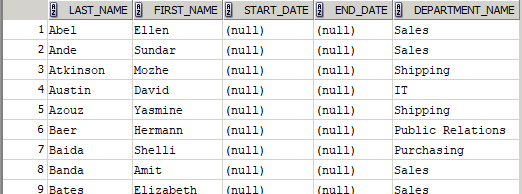 LAST_NAME FIRST_NAME START_DATE END_DATE DEPARTMENT_NAME
1 Abel Ellen (null) (null) Sales
2 Ande Sundar (null) (null) Sales
3 Atkinson Mozhe (null) (null) Shipping
4 Austin David (null) (null) IT
5 Azouz Yasmine (null) (null) Shipping
6 Baer Hermann (null) (null) Public Relations
7 Baida Shelli (null) (null) Purchasing
8 Banda Amit (null) (null) Sales
9 Bates Elizabeth (null) (null) Sales